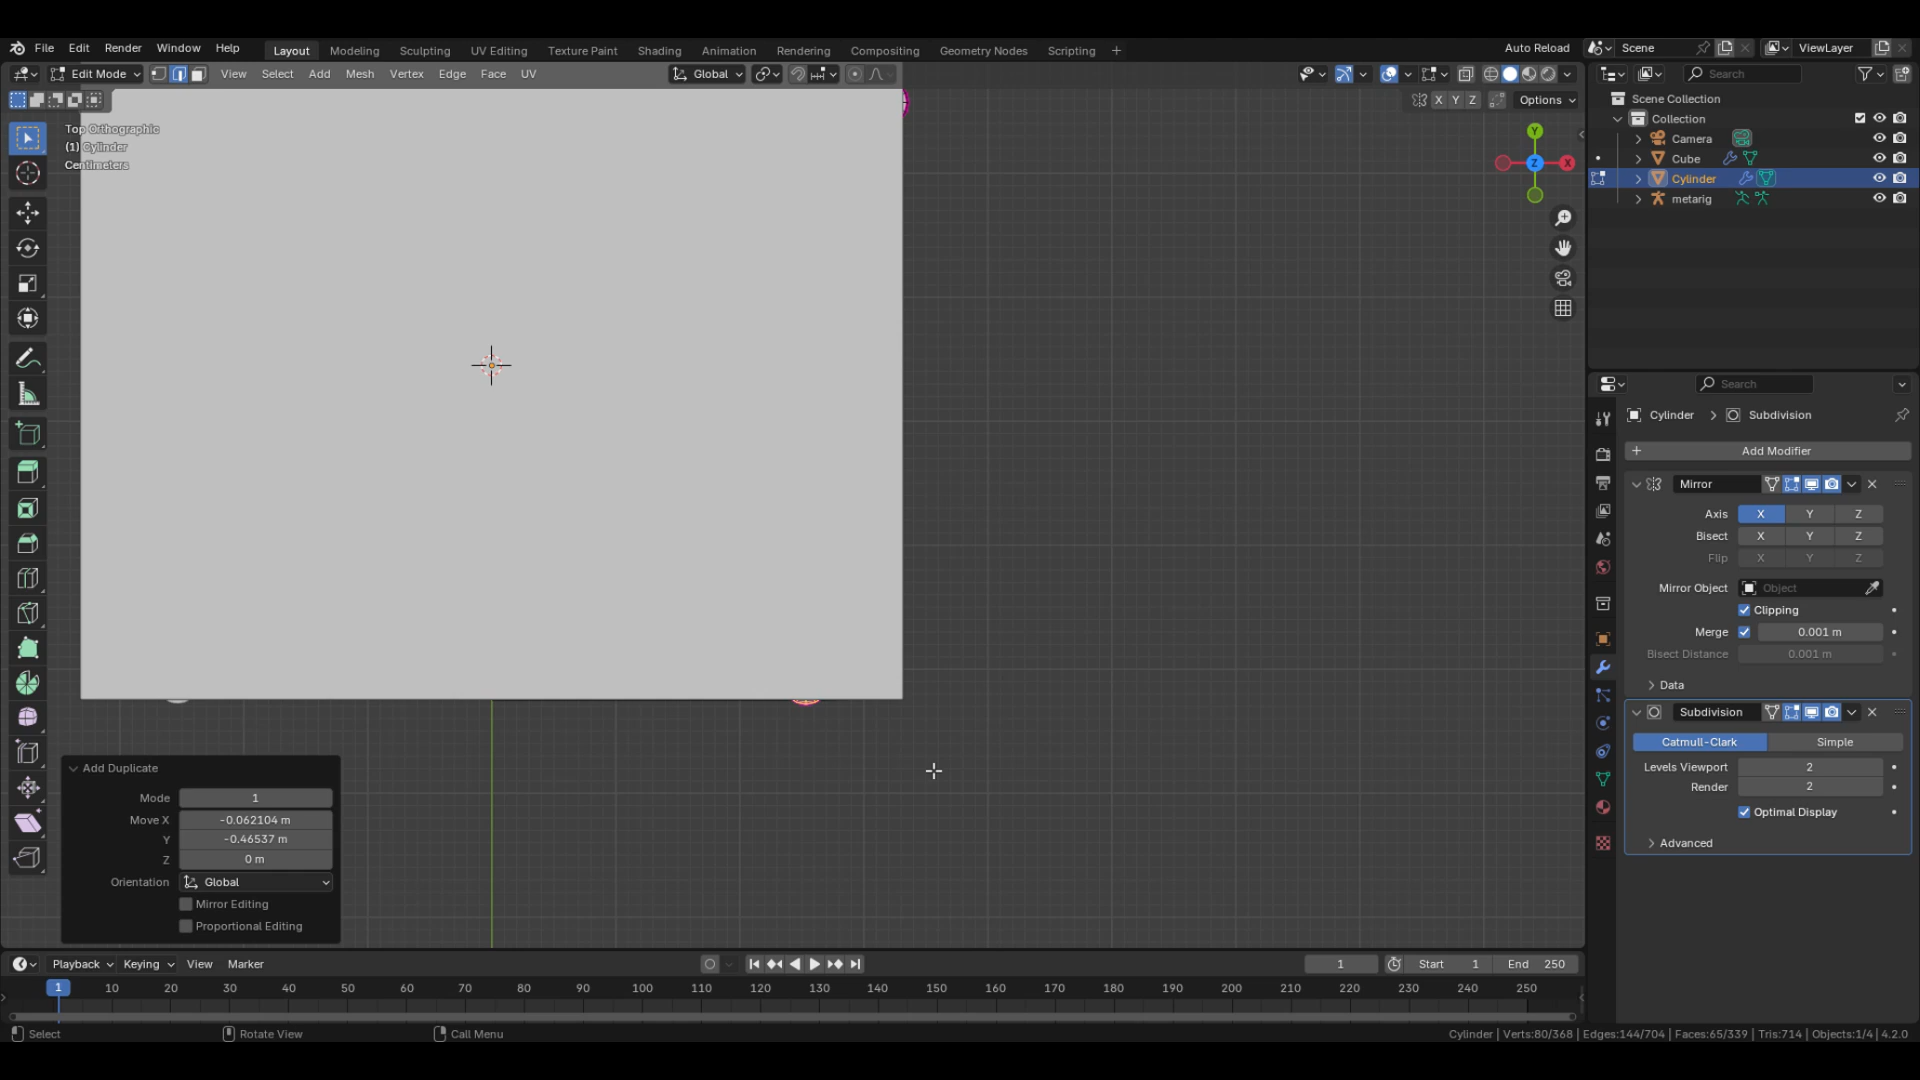 File Edit Render Window Help Layout Modeling Sculpting UV Editing Texture Paint Shading Animation Rendering Compositing Geometry Nodes Scripting + Auto Reload Scene ViewLayer
Edit Mode View Select Add Mesh Vertex Edge Face UV Global Search
X Y Z Options
Top Orthographic
(1) Cylinder
Centimeters
Y
Z X
Scene Collection
Collection
Camera
Cube
Cylinder
metarig
Search
Cylinder > Subdivision
+ Add Modifier
Mirror
Axis X Y Z
Bisect X Y Z
Flip X Y Z
Mirror Object Object
Clipping
Merge 0.001 m
Bisect Distance 0.001 m
Data
Subdivision
Catmull-Clark Simple
Levels Viewport 2
Render 2
Optimal Display
Advanced
Add Duplicate
Mode 1
Move X -0.062104 m
Y -0.46537 m
Z 0 m
Orientation Global
Mirror Editing
Proportional Editing
Playback Keying View Marker 1 Start 1 End 250
1 10 20 30 40 50 60 70 80 90 100 110 120 130 140 150 160 170 180 190 200 210 220 230 240 250
Select Rotate View Call Menu Cylinder | Verts:80/368 | Edges:144/704 | Faces:65/339 | Tris:714 | Objects:1/4 | 4.2.0